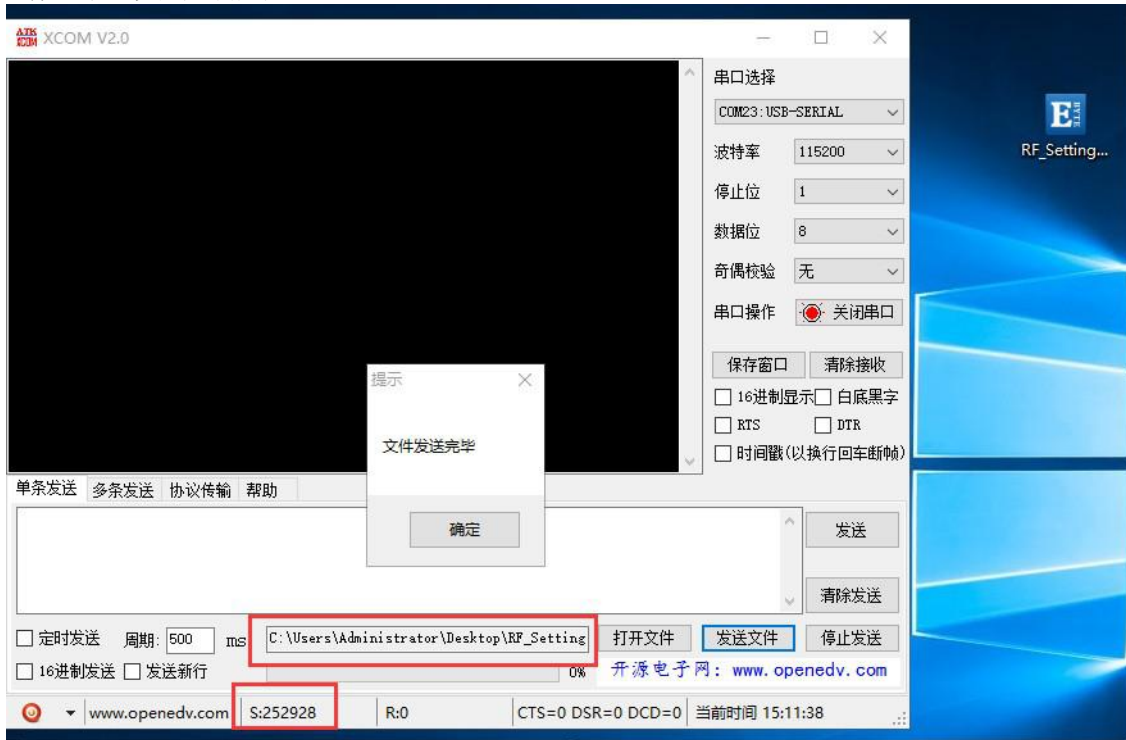 ATK
XCOM
XCOM V2.0
串口选择
COM23:USB-SERIAL
E
BYTE
RF_Setting...
波特率 115200
停止位 1
数据位 8
奇偶校验 无
串口操作 关闭串口
保存窗口 清除接收
16进制显示 白底黑字
RTS DTR
时间戳(以换行回车断帧)
提示
文件发送完毕
确定
单条发送 多条发送 协议传输 帮助
发送
清除发送
定时发送 周期: 500 ms C:\Users\Administrator\Desktop\RF_Setting 打开文件 发送文件 停止发送
16进制发送 发送新行 0% 开源电子网：www.openedv.com
www.openedv.com S:252928 R:0 CTS=0 DSR=0 DCD=0 当前时间 15:11:38